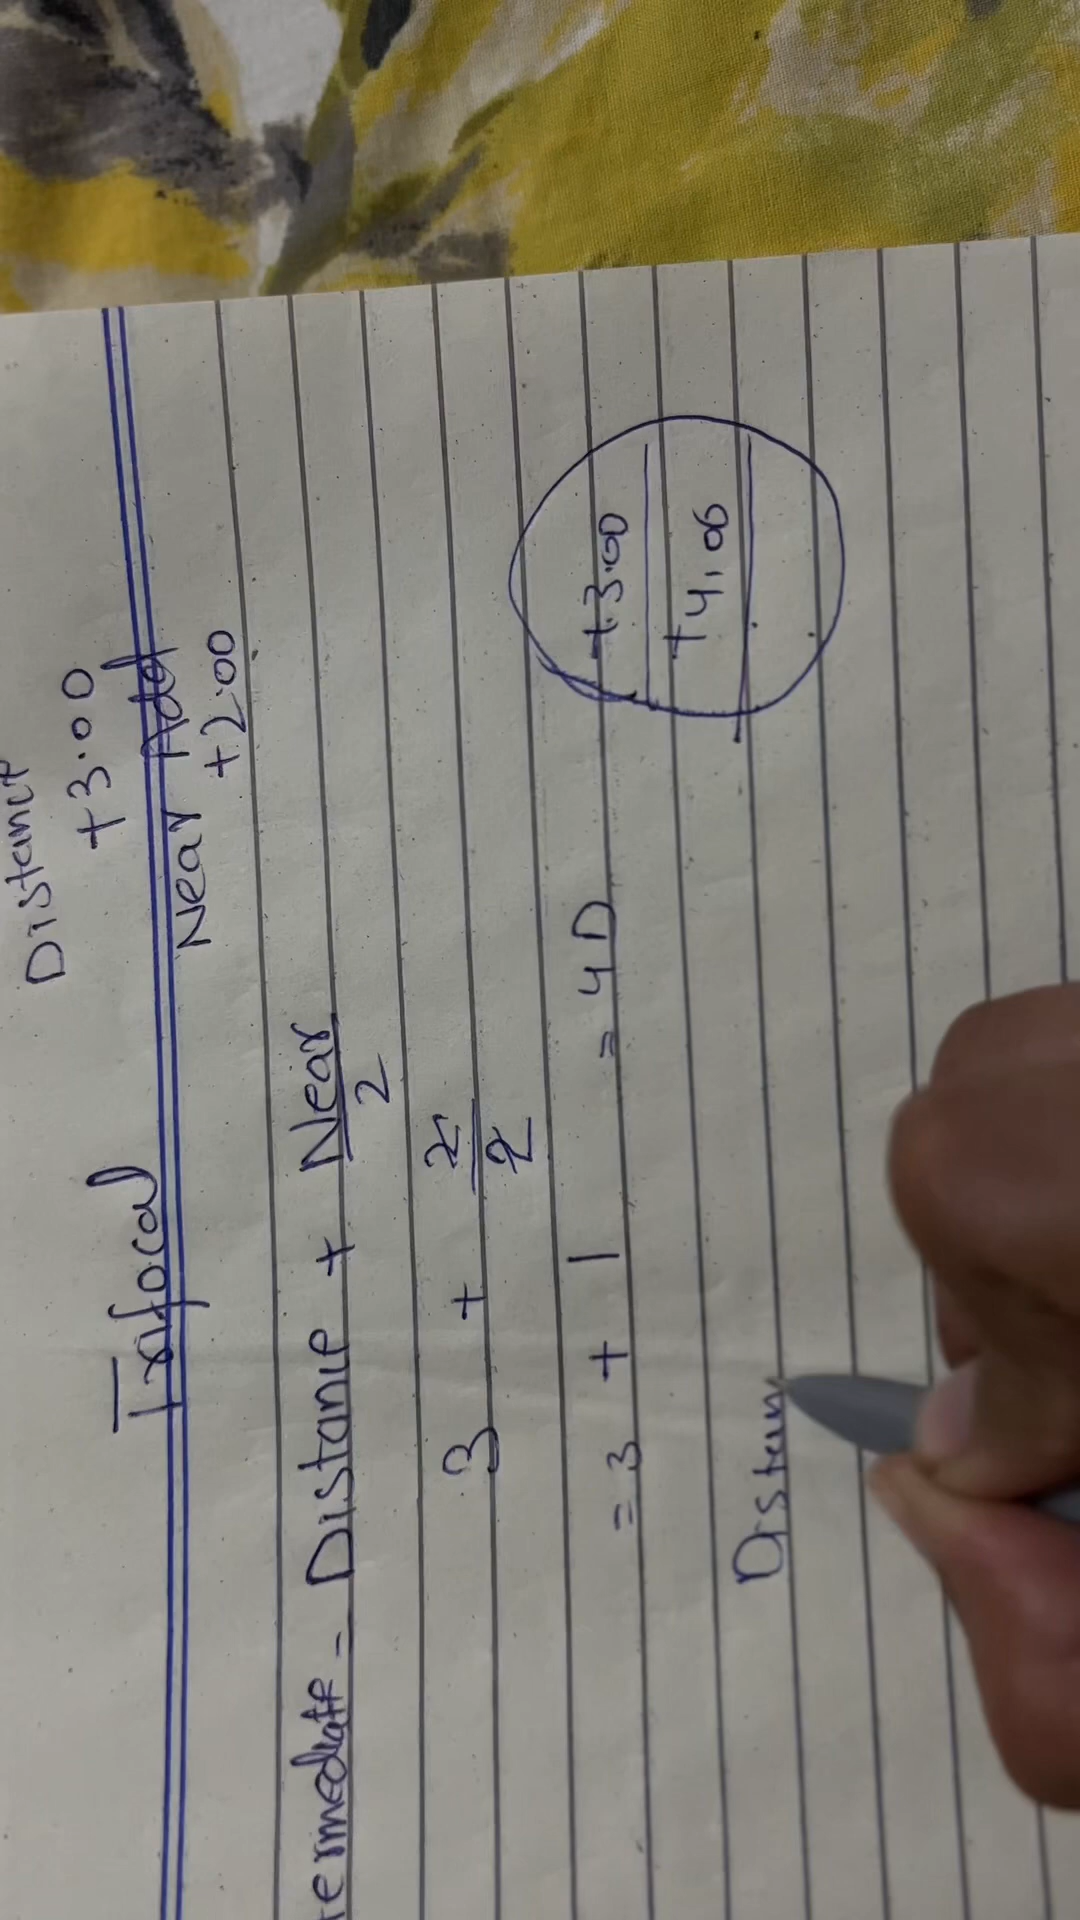 Distance
+3.00
Trifocal
Near Add
+2.00
termediate = Distance + Near/2
3 + 2/2
= 3 + 1 = 4D
+3.00
+4.00
Distan